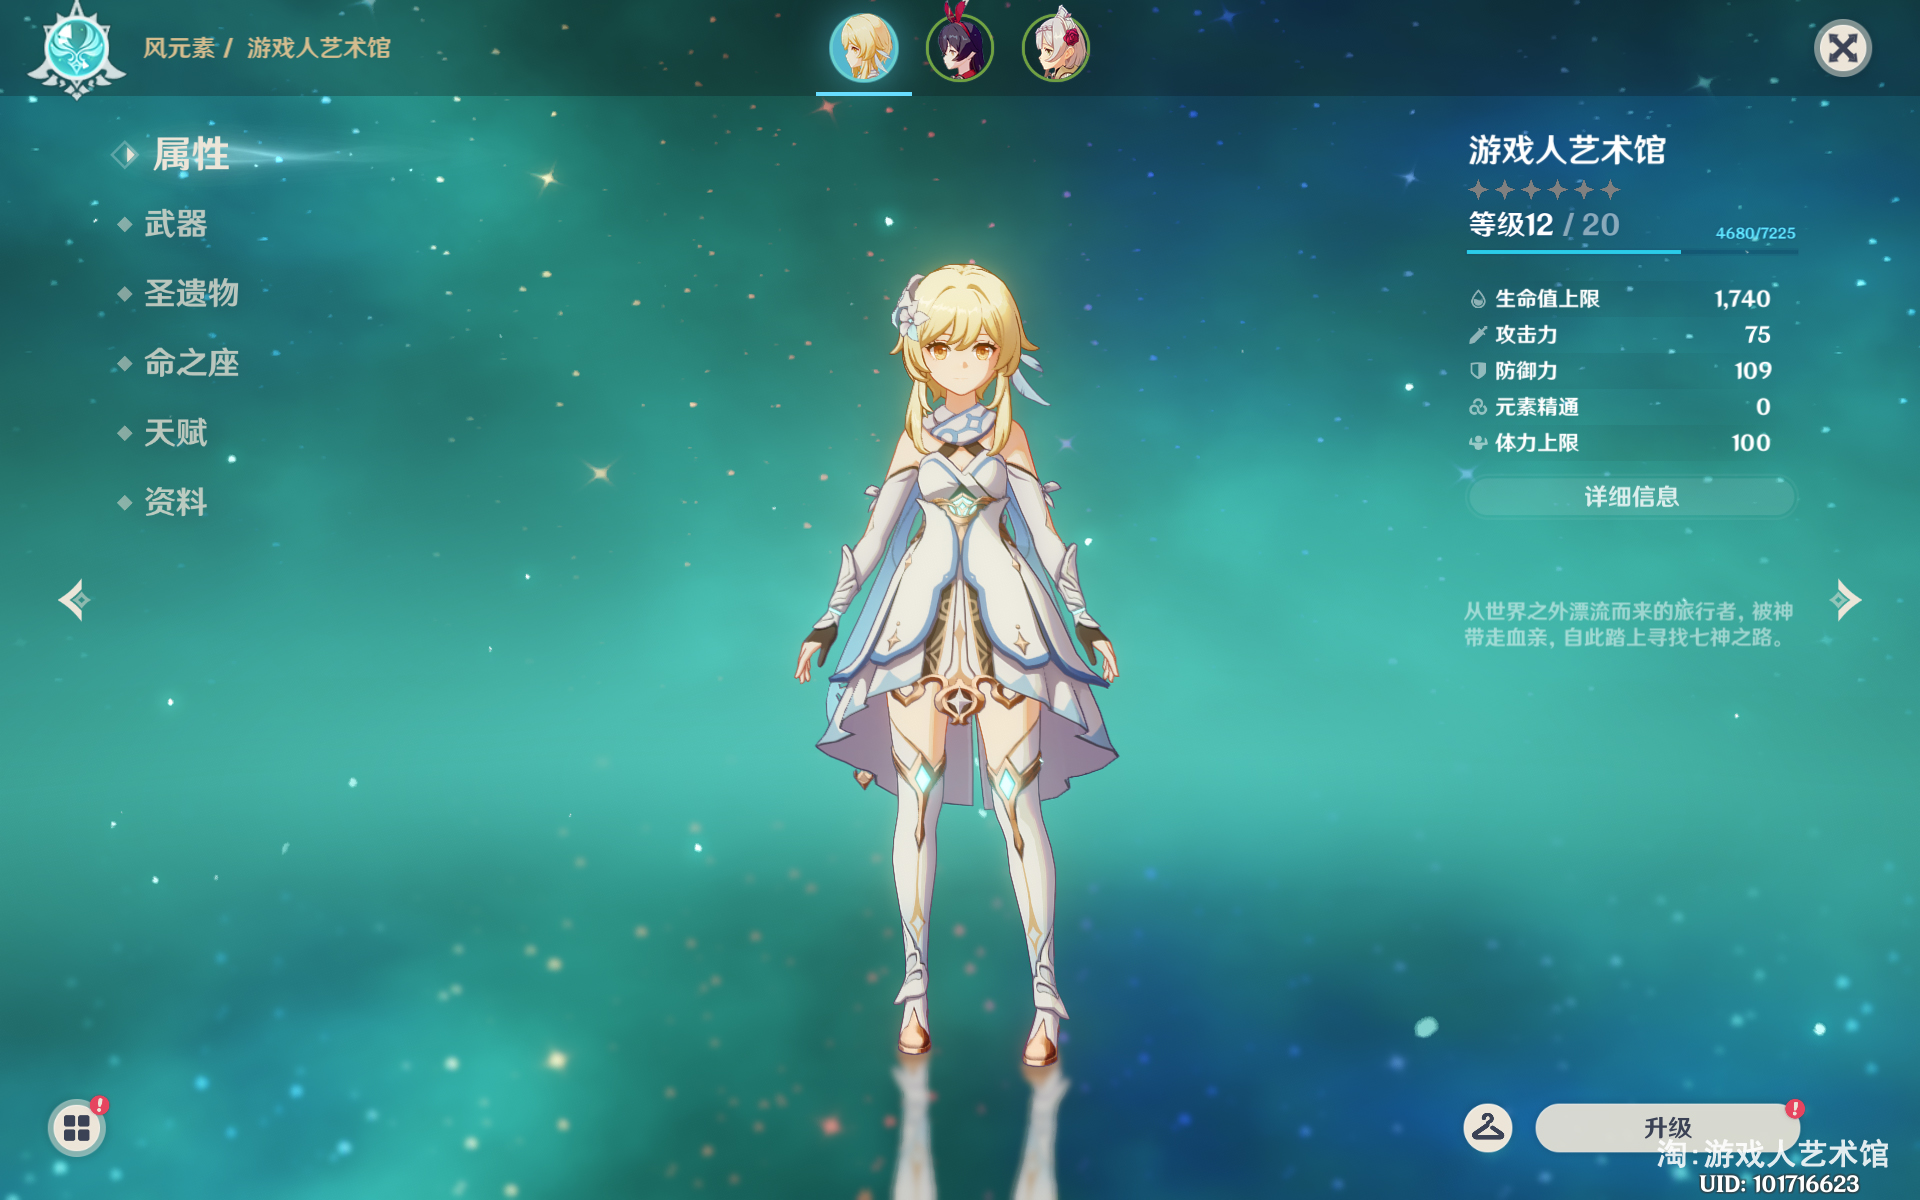 风元素 / 游戏人艺术馆
属性
武器
圣遗物
命之座
天赋
资料
游戏人艺术馆
等级12 / 20
4680/7225
生命值上限 1,740
攻击力 75
防御力 109
元素精通 0
体力上限 100
详细信息
从世界之外漂流而来的旅行者，被神
带走血亲，自此踏上寻找七神之路。
升级
淘:游戏人艺术馆
UID: 101716623